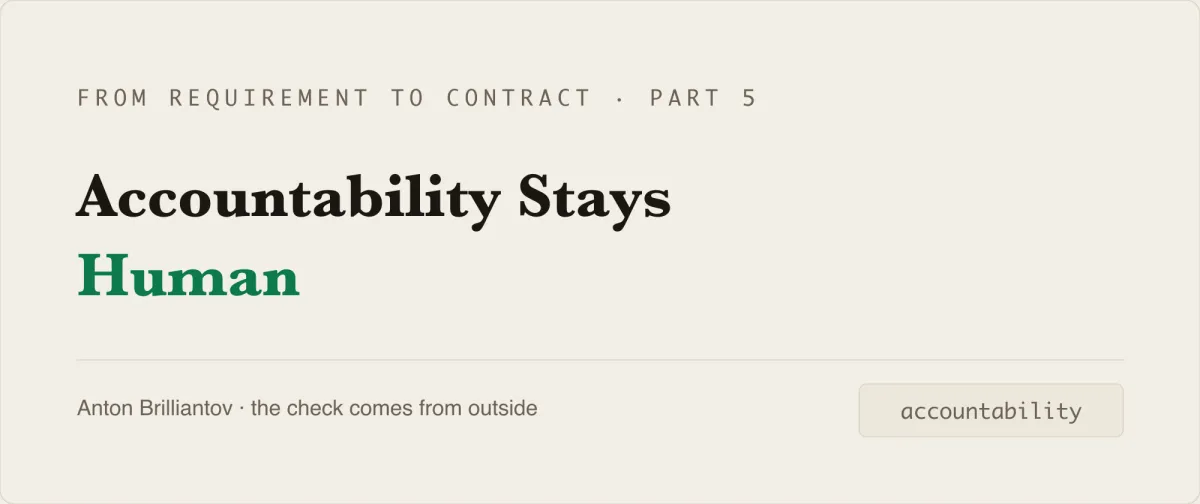 FROM REQUIREMENT TO CONTRACT · PART 5
Accountability Stays
Human
Anton Brilliantov · the check comes from outside
accountability